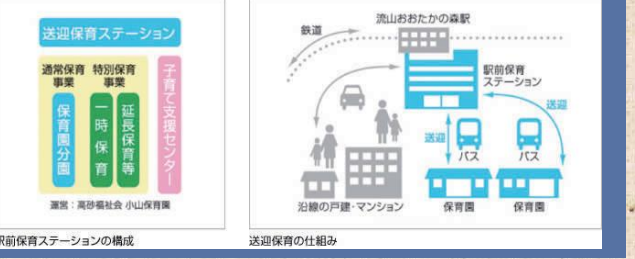 送迎保育ステーション
通常保育
事業
特別保育
事業
保育園分園
一時保育
延長保育等
子育て支援センター
運営：高砂福祉会 小山保育園
駅前保育ステーションの構成
流山おおたかの森駅
鉄道
駅前保育
ステーション
送迎
送迎
バス
バス
沿線の戸建・マンション
保育園
保育園
送迎保育の仕組み